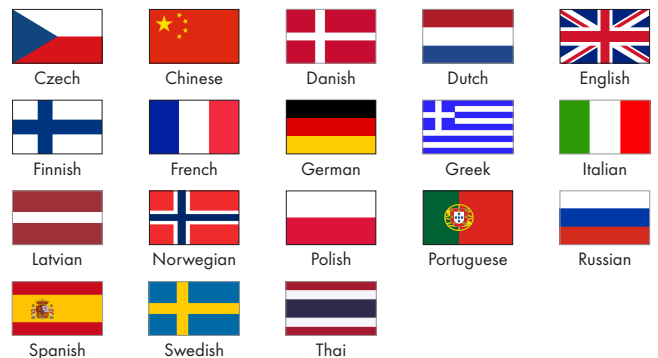 Czech Chinese Danish Dutch English
Finnish French German Greek Italian
Latvian Norwegian Polish Portuguese Russian
Spanish Swedish Thai